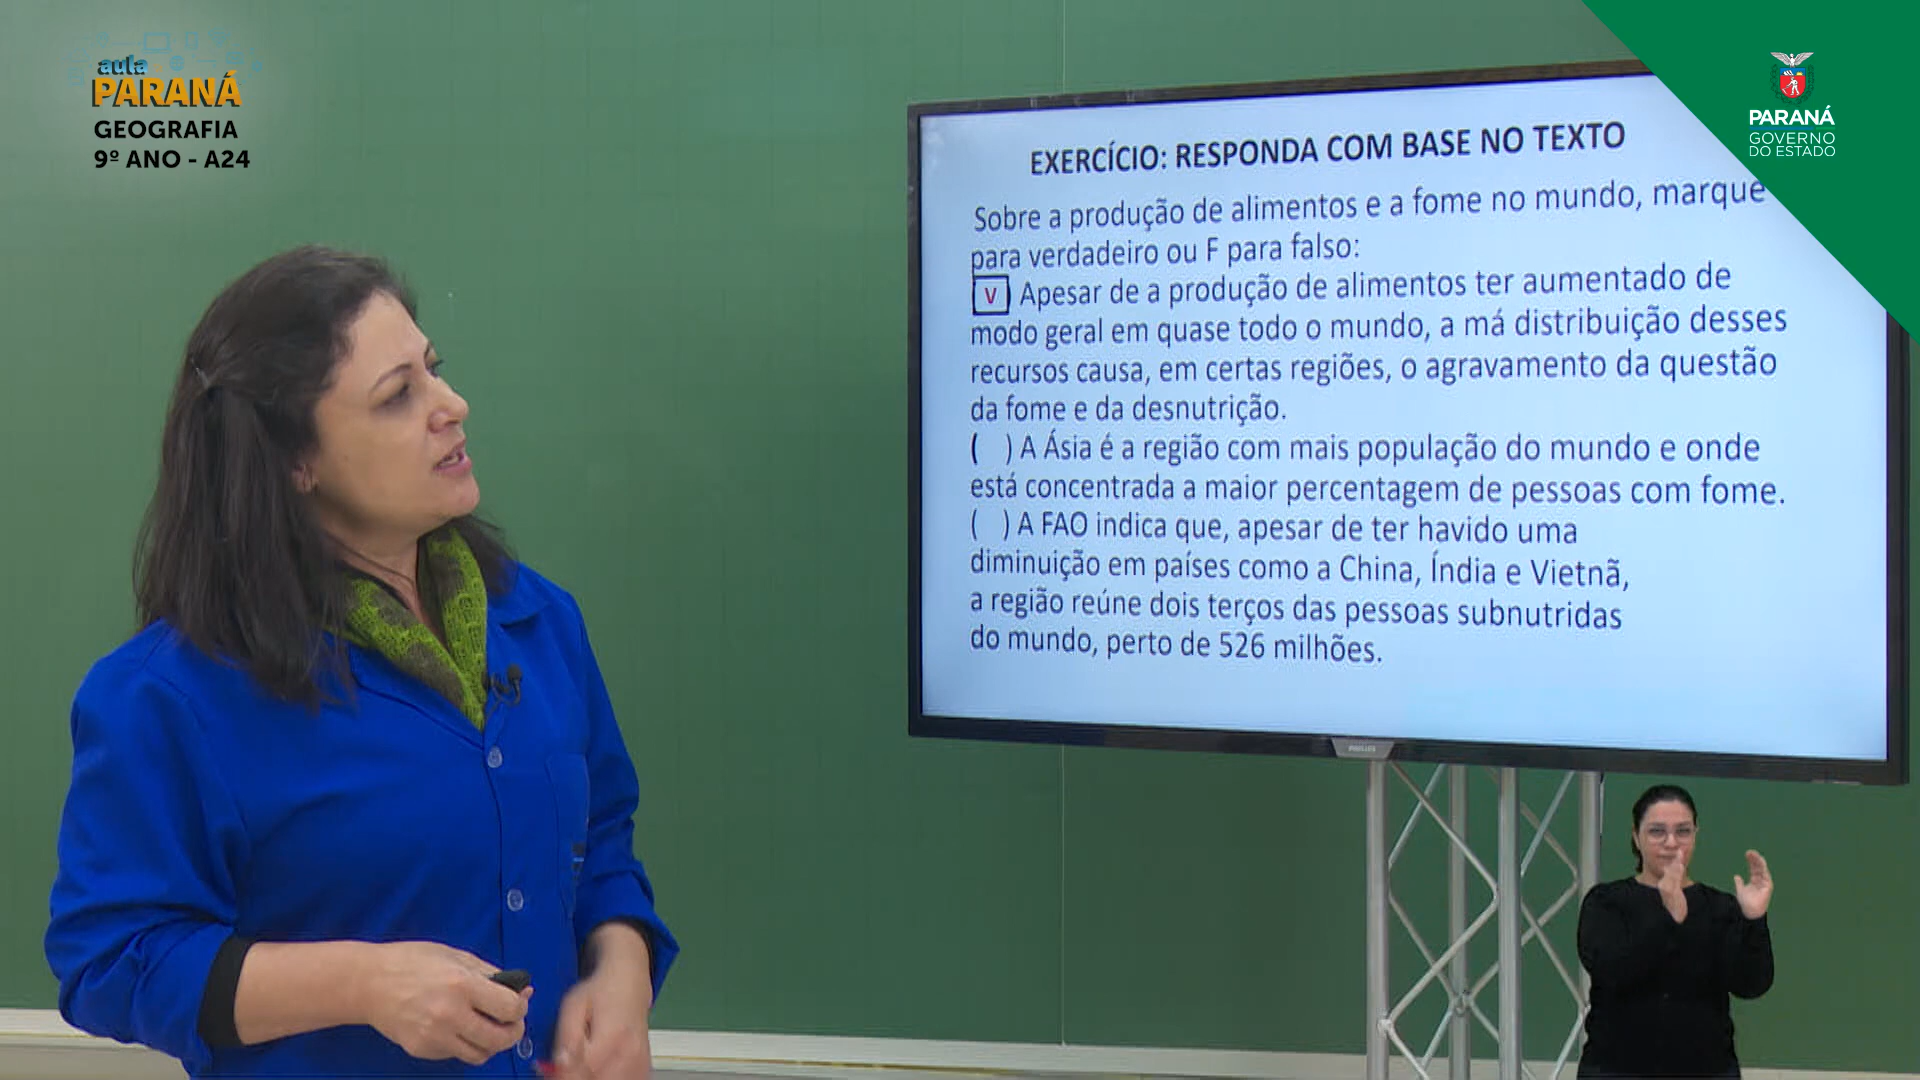 aula
PARANÁ
GEOGRAFIA
9º ANO - A24
PARANÁ
GOVERNO
DO ESTADO
EXERCÍCIO: RESPONDA COM BASE NO TEXTO
Sobre a produção de alimentos e a fome no mundo, marque
para verdadeiro ou F para falso:
V Apesar de a produção de alimentos ter aumentado de
modo geral em quase todo o mundo, a má distribuição desses
recursos causa, em certas regiões, o agravamento da questão
da fome e da desnutrição.
( ) A Ásia é a região com mais população do mundo e onde
está concentrada a maior percentagem de pessoas com fome.
( ) A FAO indica que, apesar de ter havido uma
diminuição em países como a China, Índia e Vietnã,
a região reúne dois terços das pessoas subnutridas
do mundo, perto de 526 milhões.
PHILIPS